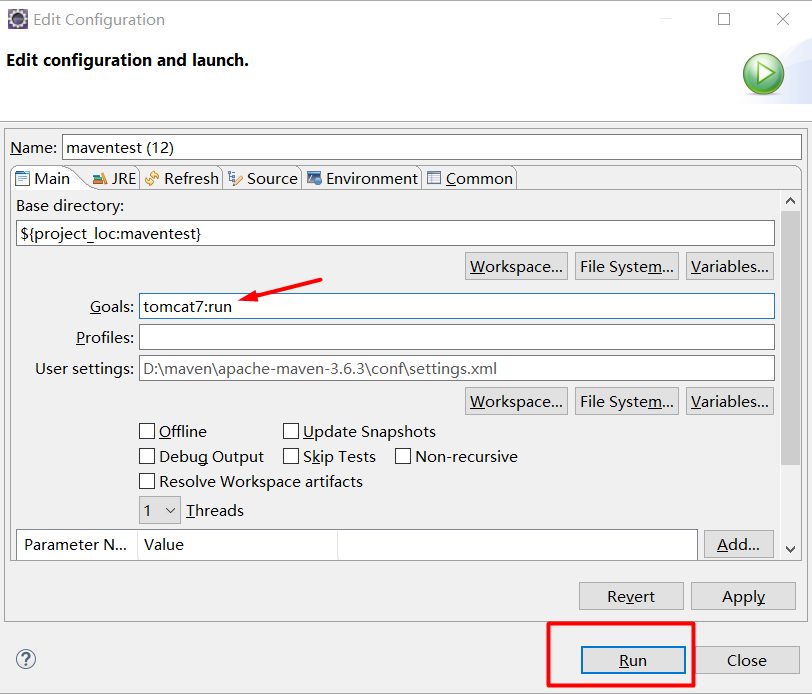 Edit Configuration
Edit configuration and launch.
Name: maventest (12)
Main JRE Refresh Source Environment Common
Base directory:
${project_loc:maventest}
Workspace... File System... Variables...
Goals: tomcat7:run
Profiles:
User settings: D:\maven\apache-maven-3.6.3\conf\settings.xml
Workspace... File System... Variables...
Offline Update Snapshots
Debug Output Skip Tests Non-recursive
Resolve Workspace artifacts
1 Threads
Parameter N... Value Add...
Revert Apply
? Run Close